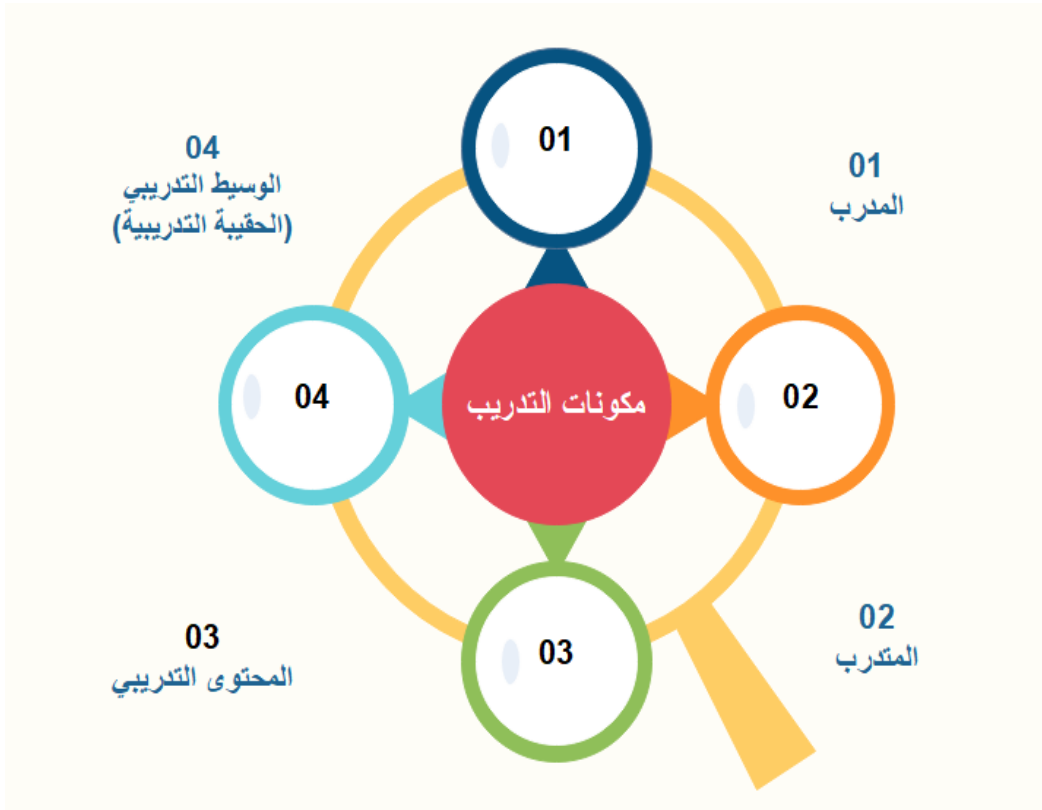 01
01
المدرب
04
الوسيط التدريبي
(الحقيبة التدريبية)
02
مكونات التدريب
04
02
المتدرب
03
03
المحتوى التدريبي